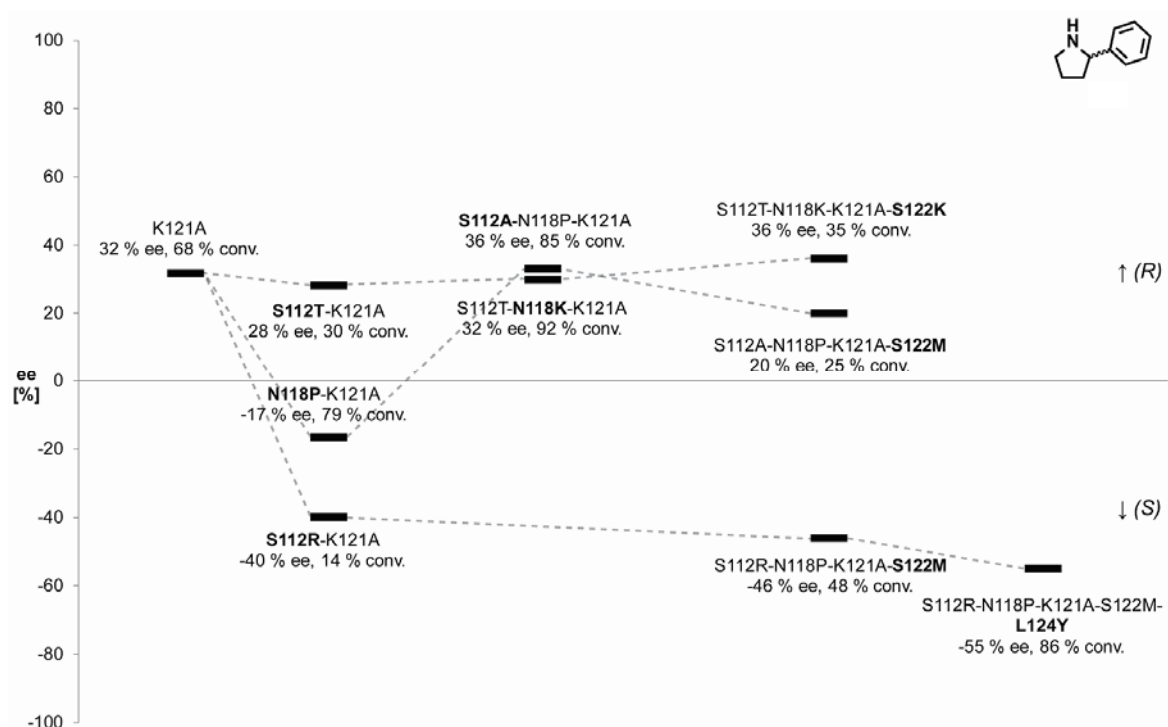 100
80
60
40
20
0
-20
-40
-60
-80
-100
ee
[%]
H
N
K121A
32 % ee, 68 % conv.
S112T-K121A
28 % ee, 30 % conv.
N118P-K121A
-17 % ee, 79 % conv.
S112R-K121A
-40 % ee, 14 % conv.
S112A-N118P-K121A
36 % ee, 85 % conv.
S112T-N118K-K121A
32 % ee, 92 % conv.
S112T-N118K-K121A-S122K
36 % ee, 35 % conv.
S112A-N118P-K121A-S122M
20 % ee, 25 % conv.
S112R-N118P-K121A-S122M
-46 % ee, 48 % conv.
S112R-N118P-K121A-S122M-
L124Y
-55 % ee, 86 % conv.
↑ (R)
↓ (S)